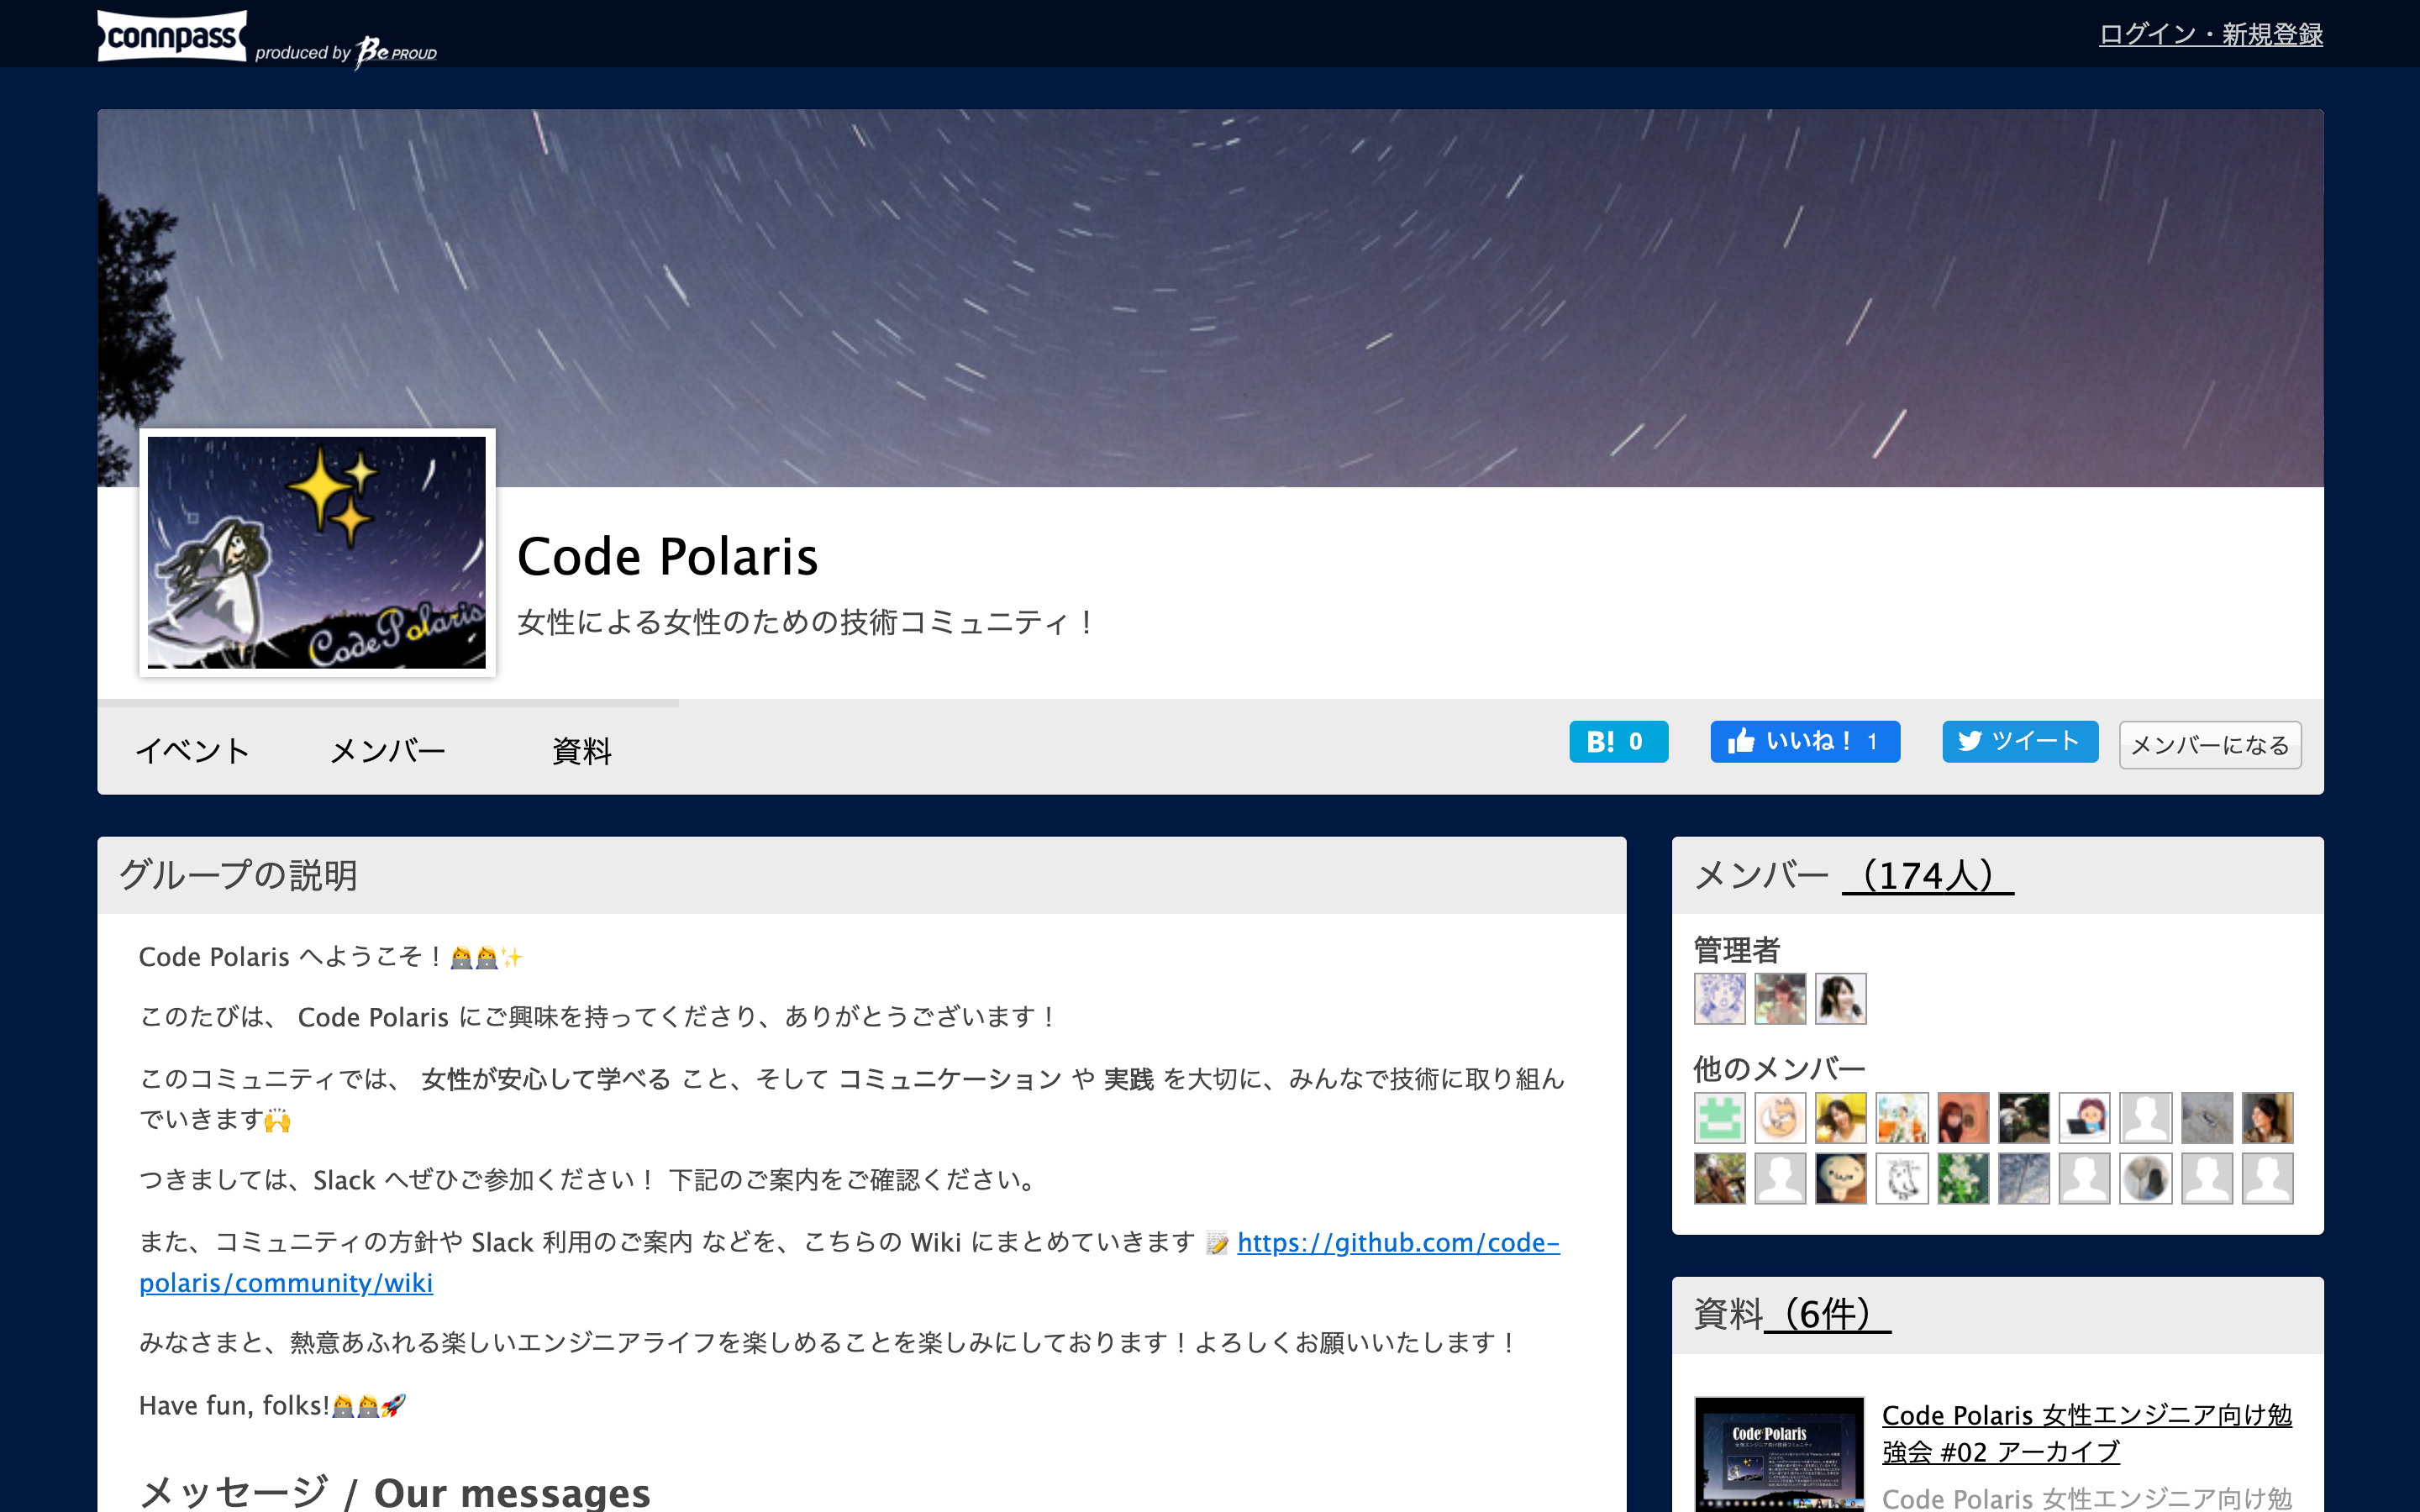 connpass produced by Be PROUD
ログイン・新規登録
CodePolaris
Code Polaris
女性による女性のための技術コミュニティ！
イベント
メンバー
資料
B! 0
いいね！ 1
ツイート
メンバーになる
グループの説明
Code Polaris へようこそ！👩‍💻👩‍💻✨
このたびは、 Code Polaris にご興味を持ってくださり、ありがとうございます！
このコミュニティでは、 女性が安心して学べる こと、そして コミュニケーション や 実践 を大切に、みんなで技術に取り組ん
でいきます🙌
つきましては、Slack へぜひご参加ください！ 下記のご案内をご確認ください。
また、コミュニティの方針や Slack 利用のご案内 などを、こちらの Wiki にまとめていきます 📝 https://github.com/code-
polaris/community/wiki
みなさまと、熱意あふれる楽しいエンジニアライフを楽しめることを楽しみにしております！よろしくお願いいたします！
Have fun, folks!👩‍💻👩‍💻🚀
メッセージ / Our messages
メンバー （174人）
管理者
他のメンバー
資料（6件）
Code Polaris
Code Polaris 女性エンジニア向け勉
強会 #02 アーカイブ
Code Polaris 女性エンジニア向け勉